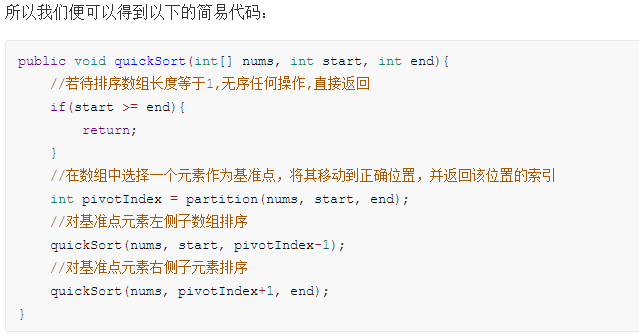 所以我们便可以得到以下的简易代码：
public void quickSort(int[] nums, int start, int end){
    //若待排序数组长度等于1,无序任何操作,直接返回
    if(start >= end){
        return;
    }
    //在数组中选择一个元素作为基准点，将其移动到正确位置，并返回该位置的索引
    int pivotIndex = partition(nums, start, end);
    //对基准点元素左侧子数组排序
    quickSort(nums, start, pivotIndex-1);
    //对基准点元素右侧子元素排序
    quickSort(nums, pivotIndex+1, end);
}